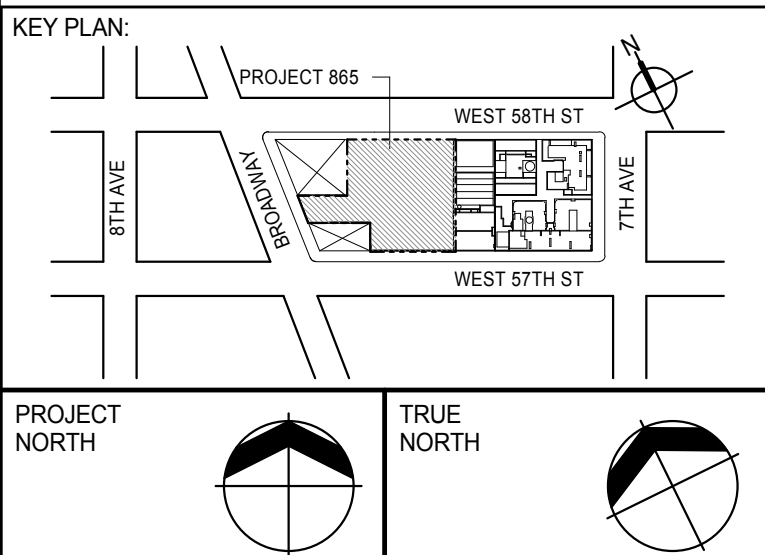 KEY PLAN:
PROJECT 865
N
WEST 58TH ST
8TH AVE
BROADWAY
7TH AVE
WEST 57TH ST
PROJECT
NORTH
TRUE
NORTH